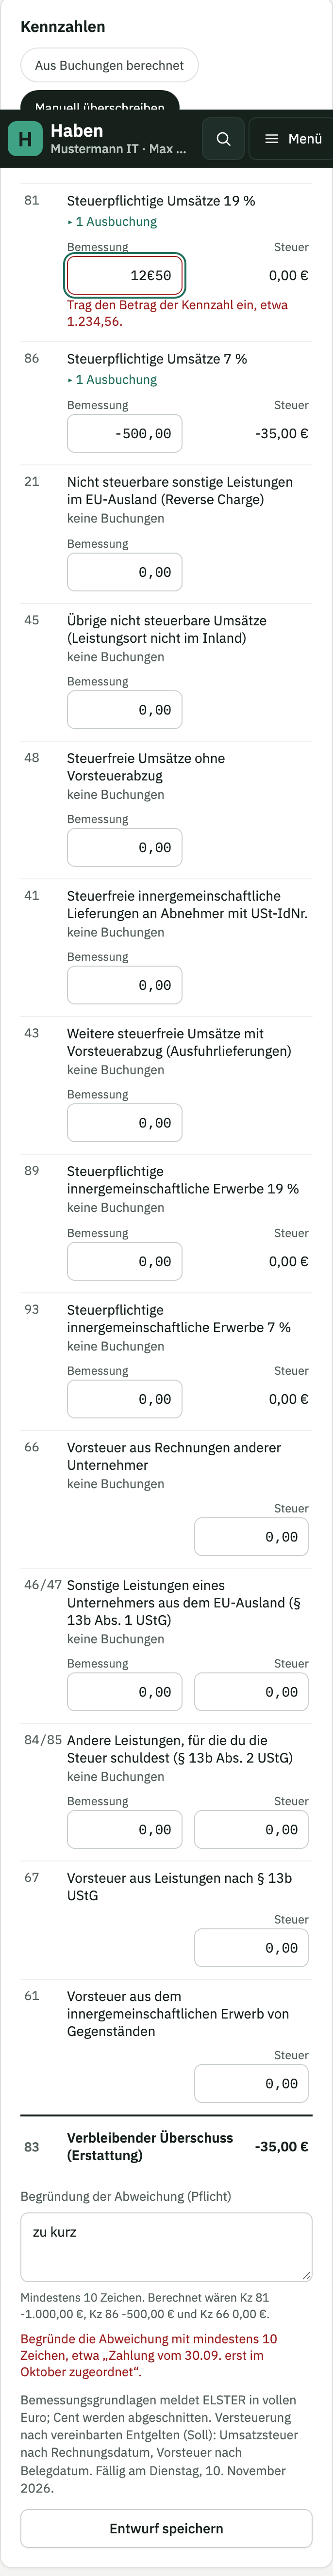 Kennzahlen
Aus Buchungen berechnet
Manuell überschreiben
H
Haben
Mustermann IT · Max ...
Menü
81
Steuerpflichtige Umsätze 19 %
▸ 1 Ausbuchung
Bemessung
Steuer
12€50
0,00 €
Trag den Betrag der Kennzahl ein, etwa
1.234,56.
86
Steuerpflichtige Umsätze 7 %
▸ 1 Ausbuchung
Bemessung
Steuer
-500,00
-35,00 €
21
Nicht steuerbare sonstige Leistungen
im EU-Ausland (Reverse Charge)
keine Buchungen
Bemessung
0,00
45
Übrige nicht steuerbare Umsätze
(Leistungsort nicht im Inland)
keine Buchungen
Bemessung
0,00
48
Steuerfreie Umsätze ohne
Vorsteuerabzug
keine Buchungen
Bemessung
0,00
41
Steuerfreie innergemeinschaftliche
Lieferungen an Abnehmer mit USt-IdNr.
keine Buchungen
Bemessung
0,00
43
Weitere steuerfreie Umsätze mit
Vorsteuerabzug (Ausfuhrlieferungen)
keine Buchungen
Bemessung
0,00
89
Steuerpflichtige
innergemeinschaftliche Erwerbe 19 %
keine Buchungen
Bemessung
Steuer
0,00
0,00 €
93
Steuerpflichtige
innergemeinschaftliche Erwerbe 7 %
keine Buchungen
Bemessung
Steuer
0,00
0,00 €
66
Vorsteuer aus Rechnungen anderer
Unternehmer
keine Buchungen
Steuer
0,00
46/47
Sonstige Leistungen eines
Unternehmers aus dem EU-Ausland (§
13b Abs. 1 UStG)
keine Buchungen
Bemessung
Steuer
0,00
0,00
84/85
Andere Leistungen, für die du die
Steuer schuldest (§ 13b Abs. 2 UStG)
keine Buchungen
Bemessung
Steuer
0,00
0,00
67
Vorsteuer aus Leistungen nach § 13b
UStG
Steuer
0,00
61
Vorsteuer aus dem
innergemeinschaftlichen Erwerb von
Gegenständen
Steuer
0,00
83
Verbleibender Überschuss
(Erstattung)
-35,00 €
Begründung der Abweichung (Pflicht)
zu kurz
Mindestens 10 Zeichen. Berechnet wären Kz 81
-1.000,00 €, Kz 86 -500,00 € und Kz 66 0,00 €.
Begründe die Abweichung mit mindestens 10
Zeichen, etwa „Zahlung vom 30.09. erst im
Oktober zugeordnet“.
Bemessungsgrundlagen meldet ELSTER in vollen
Euro; Cent werden abgeschnitten. Versteuerung
nach vereinbarten Entgelten (Soll): Umsatzsteuer
nach Rechnungsdatum, Vorsteuer nach
Belegdatum. Fällig am Dienstag, 10. November
2026.
Entwurf speichern